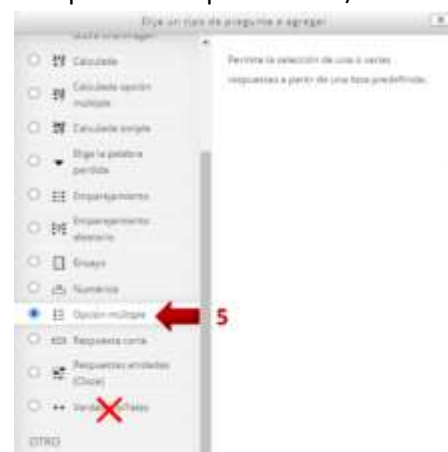 Elija un tipo de pregunta a agregar
Calculada
Calculada opción
múltiple
Calculada simple
Elige la palabra
perdida
Emparejamiento
Emparejamiento
aleatorio
Ensayo
Numérica
Opción múltiple
5
Respuesta corta
Respuestas anidadas
(Cloze)
OTRO
Permite la selección de una o varias
respuestas a partir de una lista predefinida.